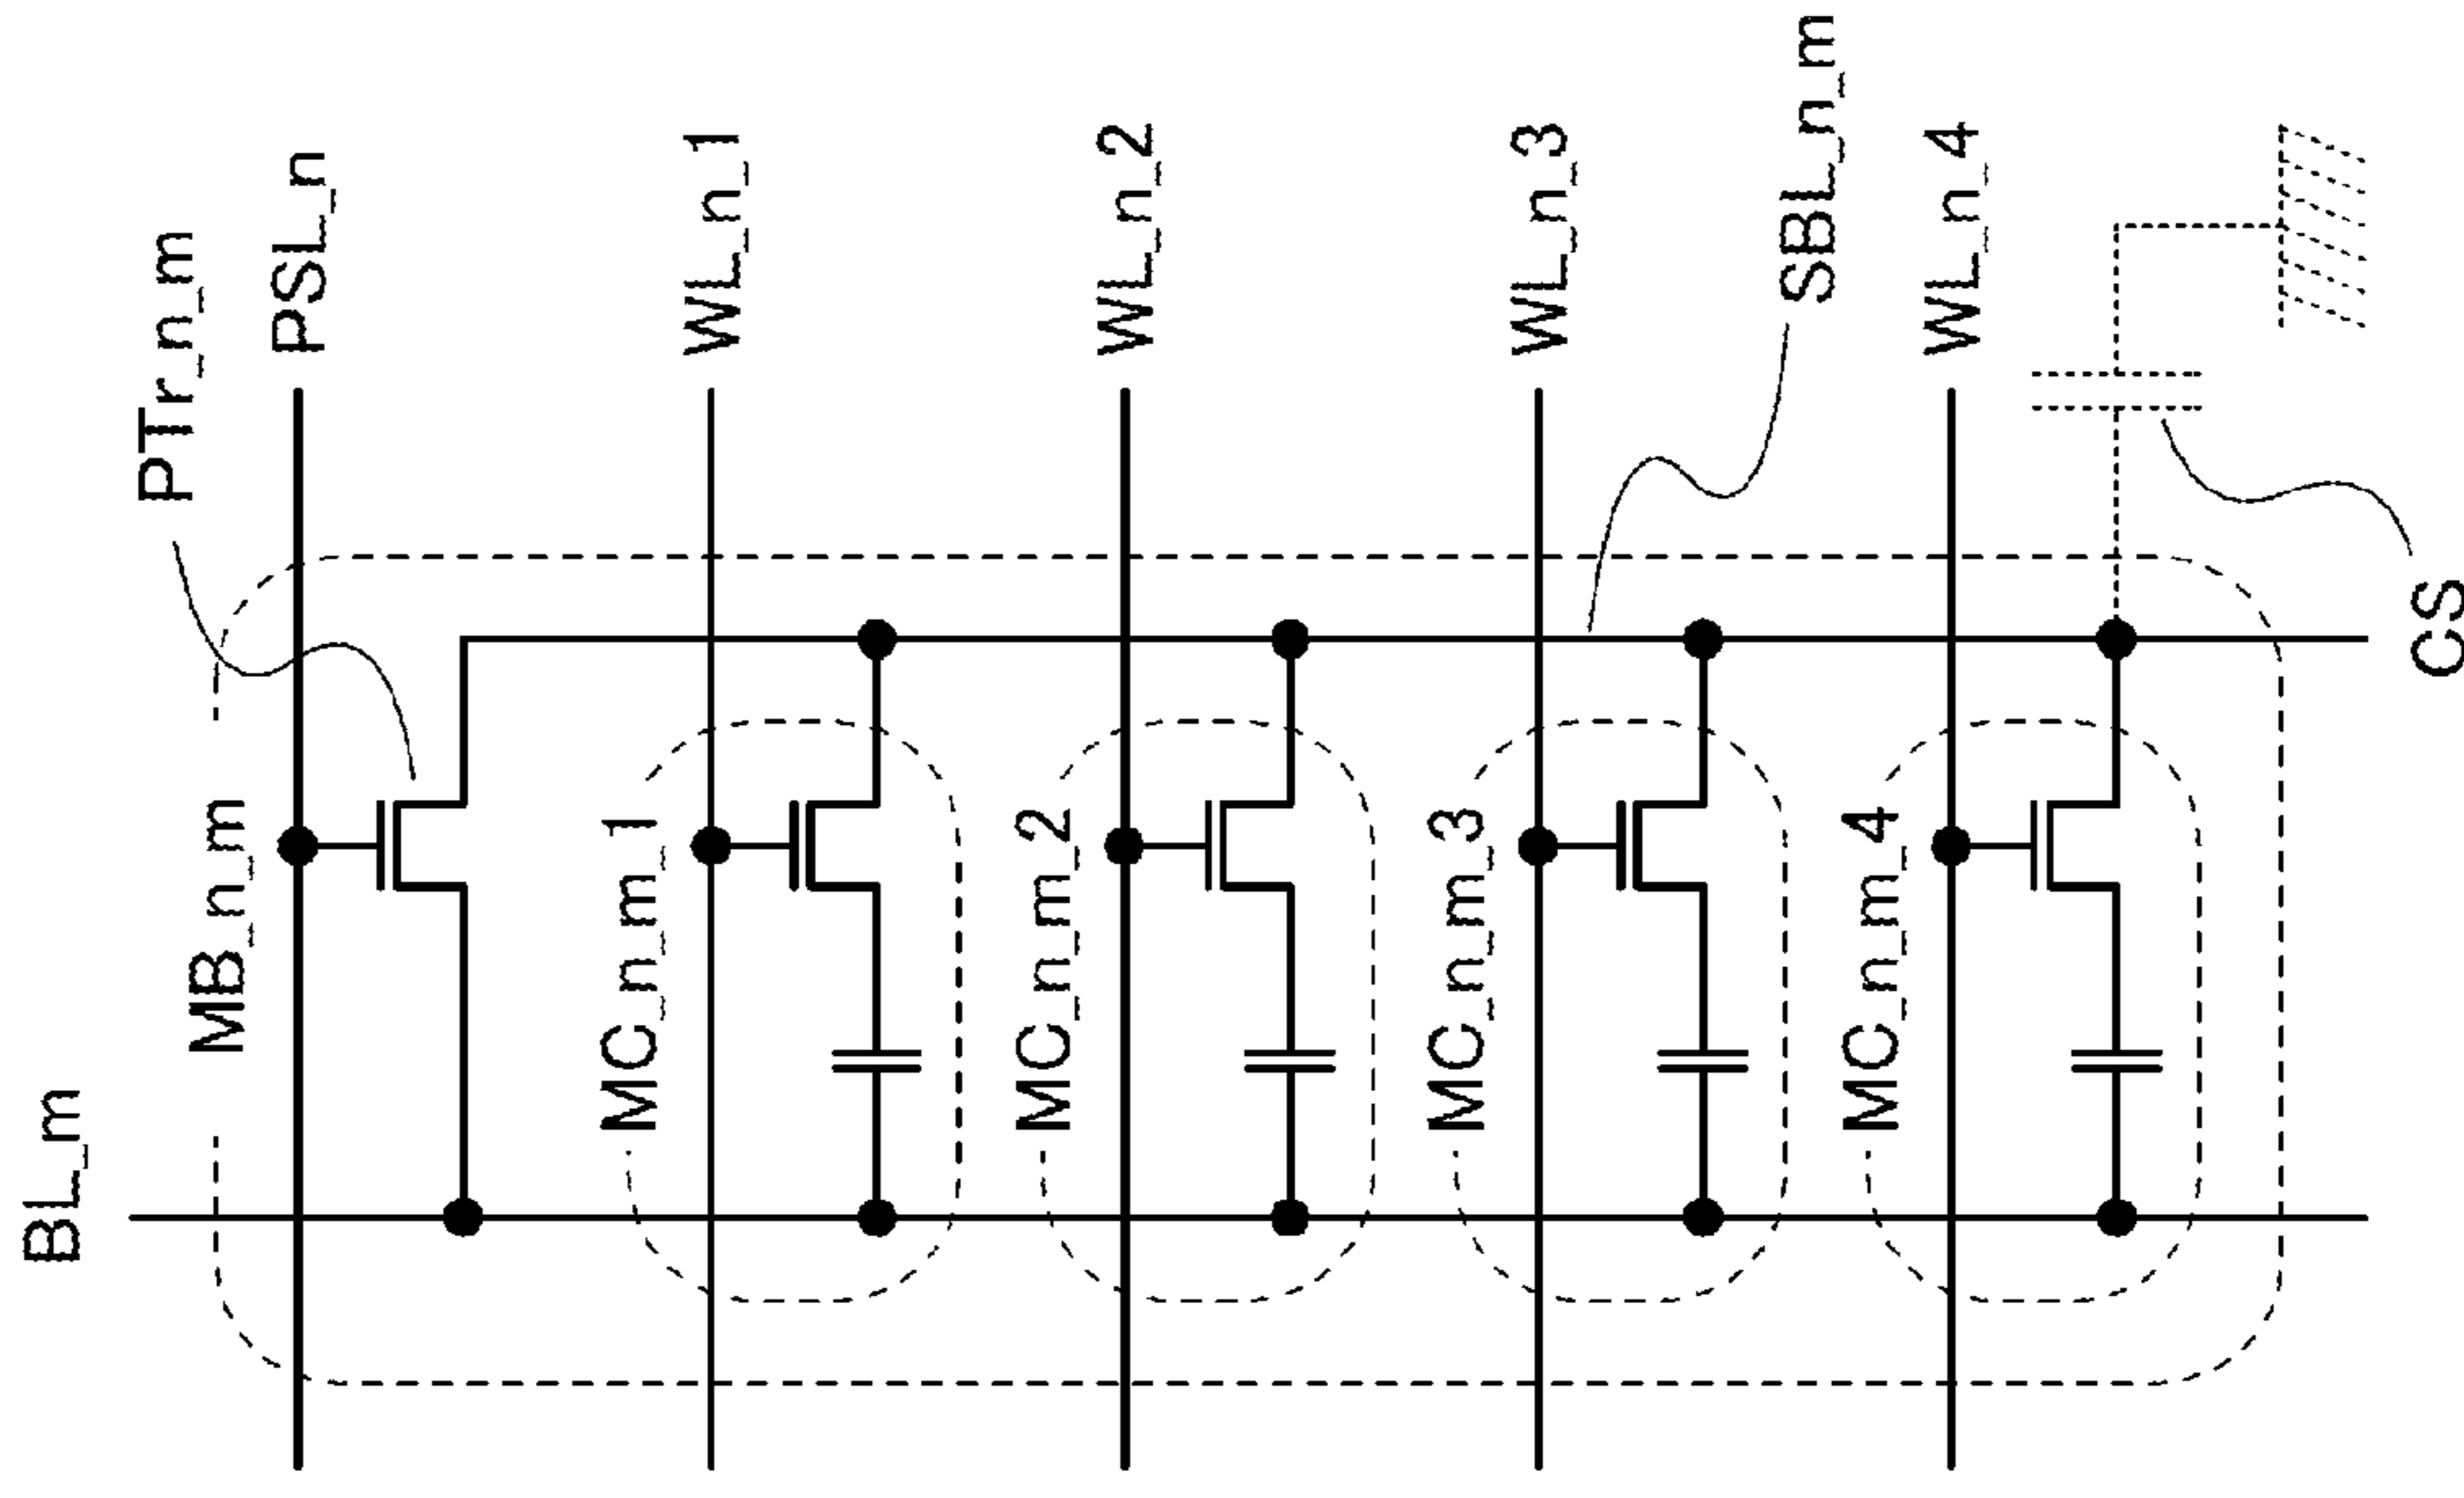 BL_m
MB_n_m
PTr_n_m
PSL_n
MC_n_m_1
WL_n_1
MC_n_m_2
WL_n_2
MC_n_m_3
WL_n_3
SBL_n_m
MC_n_m_4
WL_n_4
CS